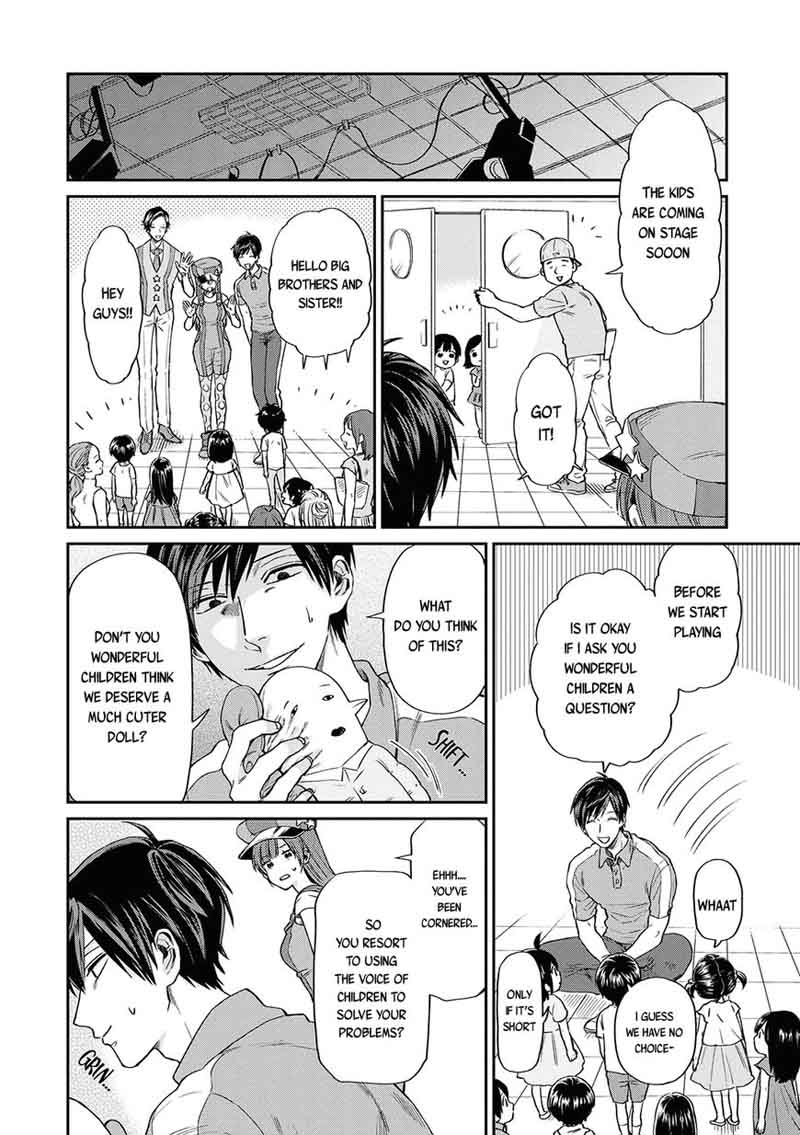 THE KIDS
ARE COMING
ON STAGE
SOOON
GOT
IT!
HELLO BIG
BROTHERS AND
SISTER!!
HEY
GUYS!!
BEFORE
WE START
PLAYING
IS IT OKAY
IF I ASK YOU
WONDERFUL
CHILDREN A
QUESTION?
WHAAT
I GUESS
WE HAVE NO
CHOICE~
ONLY
IF IT'S
SHORT
WHAT
DO YOU THINK
OF THIS?
SHIFT...
DON'T YOU
WONDERFUL
CHILDREN THINK
WE DESERVE A
MUCH CUTER
DOLL?
EHHH....
YOU'VE
BEEN
CORNERED...
SO
YOU RESORT
TO USING
THE VOICE OF
CHILDREN TO
SOLVE YOUR
PROBLEMS?
GRIN...